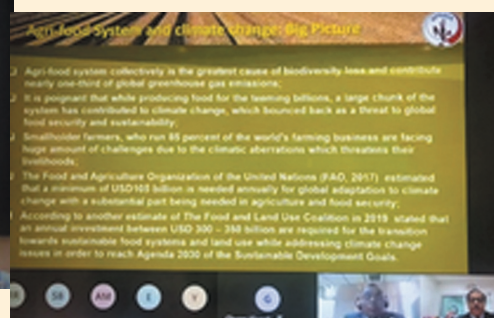 Agri-food System and climate change: Big Picture
Agri-food system collectively is the greatest cause of biodiversity loss and contribute
nearly one-third of global greenhouse gas emissions;
It is poignant that while producing food for the teeming billions, a large chunk of the
system has contributed to climate change, which bounced back as a threat to global
food security and sustainability;
Smallholder farmers, who run 85 percent of the world's farming business are facing
huge amount of challenges due to the climatic aberrations which threatens their
livelihoods;
The Food and Agriculture Organization of the United Nations (FAO, 2017) estimated
that a minimum of USD105 billion is needed annually for global adaptation to climate
change with a substantial part being needed in agriculture and food security;
According to another estimate of The Food and Land Use Coalition in 2019 stated that
an annual investment between USD 300 – 350 billion are required for the transition
towards sustainable food systems and land use while addressing climate change
issues in order to reach Agenda 2030 of the Sustainable Development Goals.
SB AM E Y G